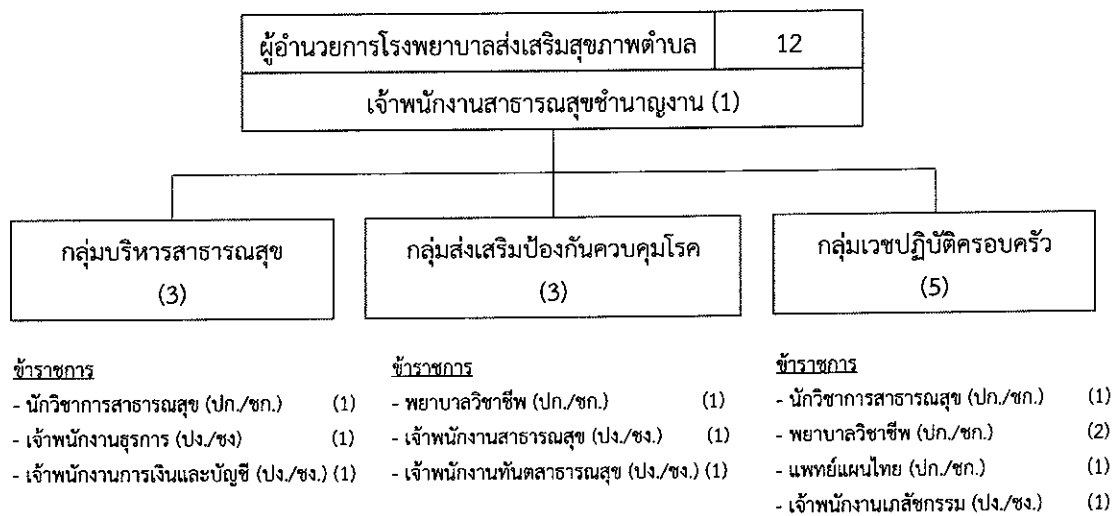 ผู้อำนวยการโรงพยาบาลส่งเสริมสุขภาพตำบล 12
เจ้าพนักงานสาธารณสุขชำนาญงาน (1)
กลุ่มบริหารสาธารณสุข
(3)
กลุ่มส่งเสริมป้องกันควบคุมโรค
(3)
กลุ่มเวชปฏิบัติครอบครัว
(5)
ข้าราชการ
- นักวิชาการสาธารณสุข (ปก./ชก.) (1)
- เจ้าพนักงานธุรการ (ปง./ชง) (1)
- เจ้าพนักงานการเงินและบัญชี (ปง./ชง.) (1)
ข้าราชการ
- พยาบาลวิชาชีพ (ปก./ชก.) (1)
- เจ้าพนักงานสาธารณสุข (ปง./ชง.) (1)
- เจ้าพนักงานทันตสาธารณสุข (ปง./ชง.) (1)
ข้าราชการ
- นักวิชาการสาธารณสุข (ปก./ชก.) (1)
- พยาบาลวิชาชีพ (ปก./ชก.) (2)
- แพทย์แผนไทย (ปก./ชก.) (1)
- เจ้าพนักงานเภสัชกรรม (ปง./ชง.) (1)